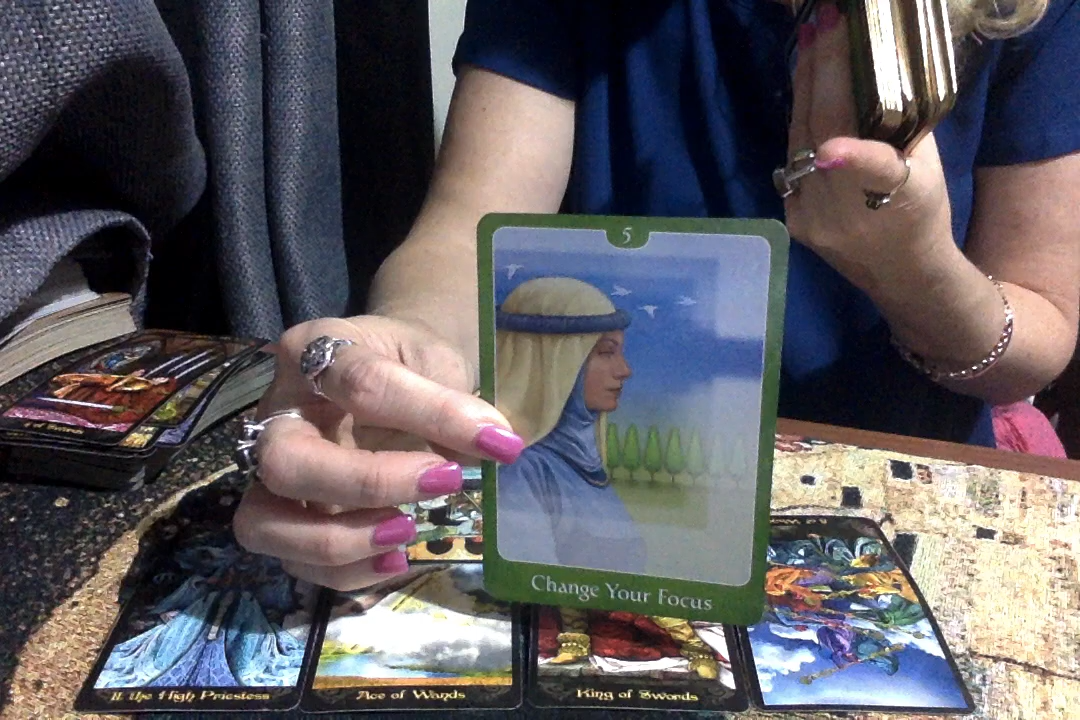 5
Change Your Focus
II. The High Priestess
Ace of Wands
King of Swords